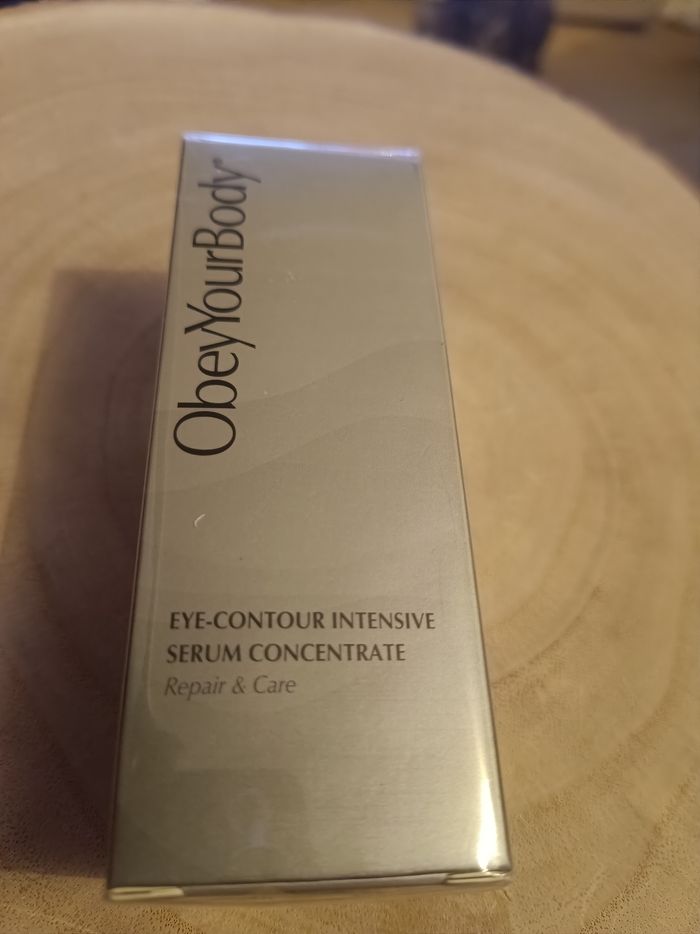 ObeyYourBody®
EYE-CONTOUR INTENSIVE
SERUM CONCENTRATE
Repair & Care